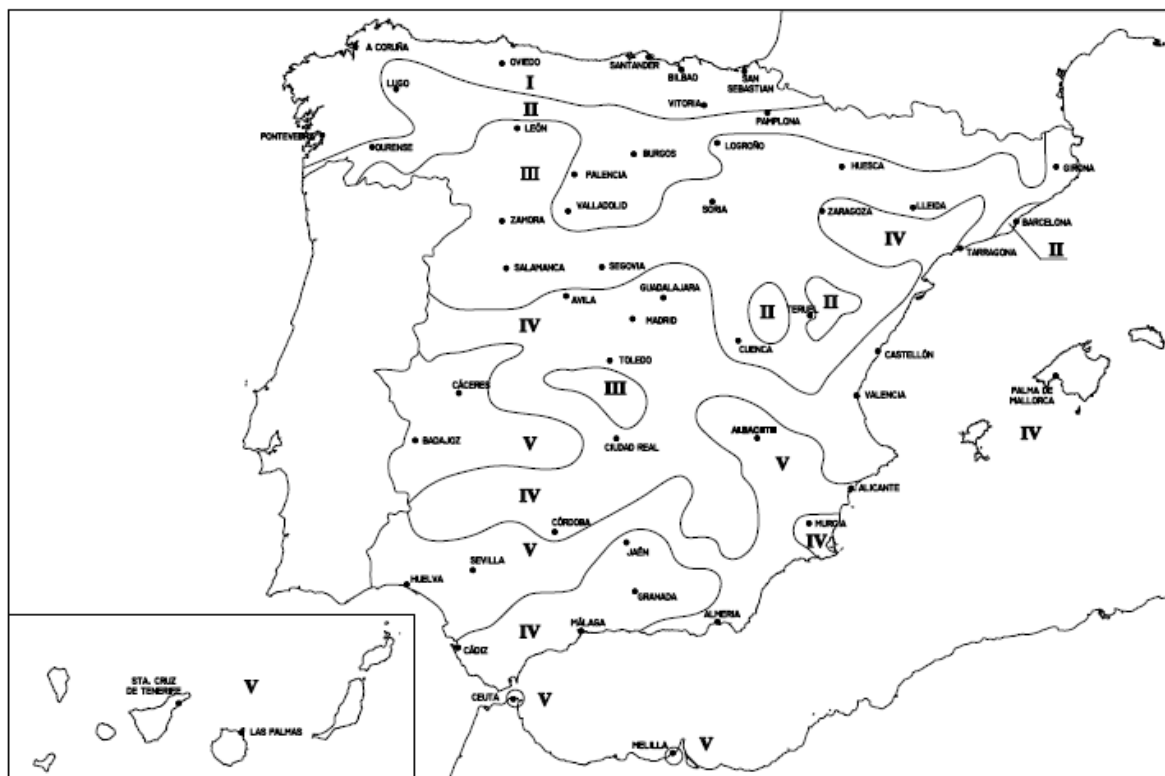 A CORUÑA
OVIEDO
SANTANDER
BILBAO
SAN
SEBASTIAN
LUGO
I
VITORIA
II
PAMPLONA
LEÓN
PONTEVEDRA
OURENSE
LOGROÑO
BURGOS
HUESCA
GIRONA
III
PALENCIA
VALLADOLID
SORIA
ZARAGOZA
LLEIDA
ZAMORA
BARCELONA
IV
II
TARRAGONA
SALAMANCA
SEGOVIA
AVILA
GUADALAJARA
II
II
TERUEL
IV
MADRID
CUENCA
CASTELLÓN
TOLEDO
CÁCERES
III
VALENCIA
PALMA DE
MALLORCA
IV
BADAJOZ
V
CIUDAD REAL
ALBACETE
V
IV
ALICANTE
CÓRDOBA
MURCIA
IV
V
JAÉN
SEVILLA
HUELVA
GRANADA
ALMERIA
MÁLAGA
IV
CÁDIZ
STA. CRUZ
DE TENERIFE
V
CEUTA
V
LAS PALMAS
MELILLA
V